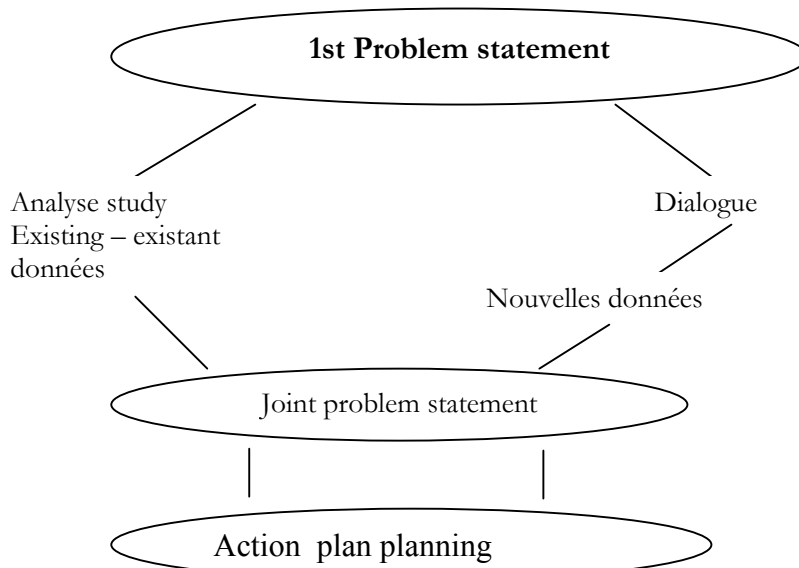 1st Problem statement
Analyse study
Existing – existant
données
Dialogue
Nouvelles données
Joint problem statement
Action plan planning